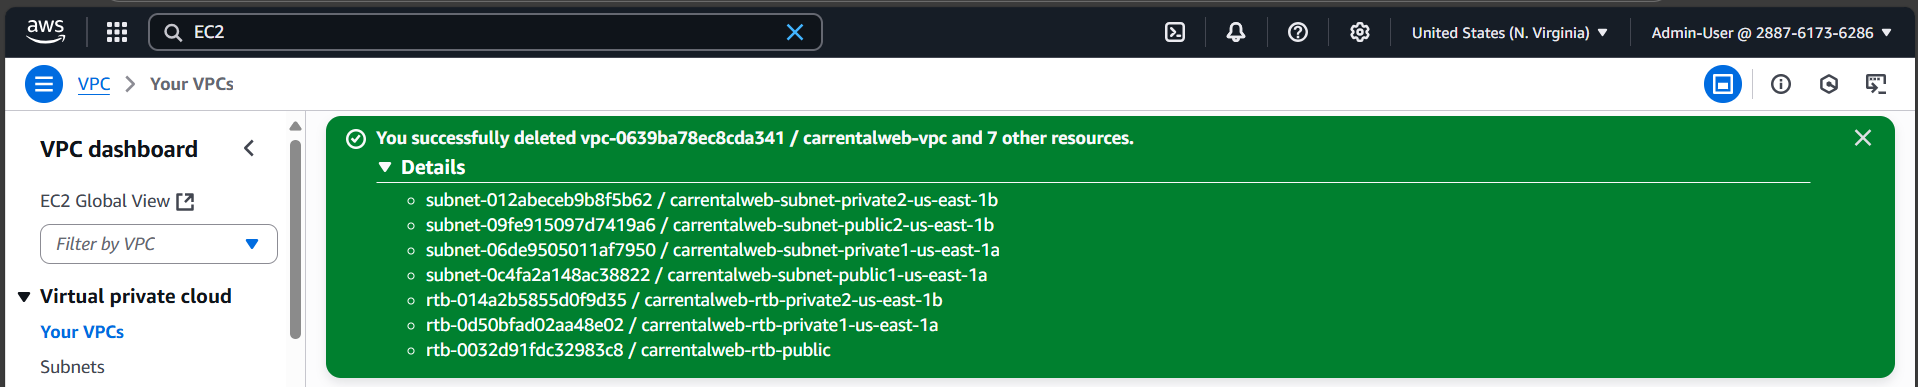 aws
EC2
United States (N. Virginia)
Admin-User @ 2887-6173-6286
VPC
Your VPCs
VPC dashboard
EC2 Global View
Filter by VPC
Virtual private cloud
Your VPCs
Subnets
You successfully deleted vpc-0639ba78ec8cda341 / carrentalweb-vpc and 7 other resources.
Details
subnet-012abeceb9b8f5b62 / carrentalweb-subnet-private2-us-east-1b
subnet-09fe915097d7419a6 / carrentalweb-subnet-public2-us-east-1b
subnet-06de9505011af7950 / carrentalweb-subnet-private1-us-east-1a
subnet-0c4fa2a148ac38822 / carrentalweb-subnet-public1-us-east-1a
rtb-014a2b5855d0f9d35 / carrentalweb-rtb-private2-us-east-1b
rtb-0d50bfad02aa48e02 / carrentalweb-rtb-private1-us-east-1a
rtb-0032d91fdc32983c8 / carrentalweb-rtb-public